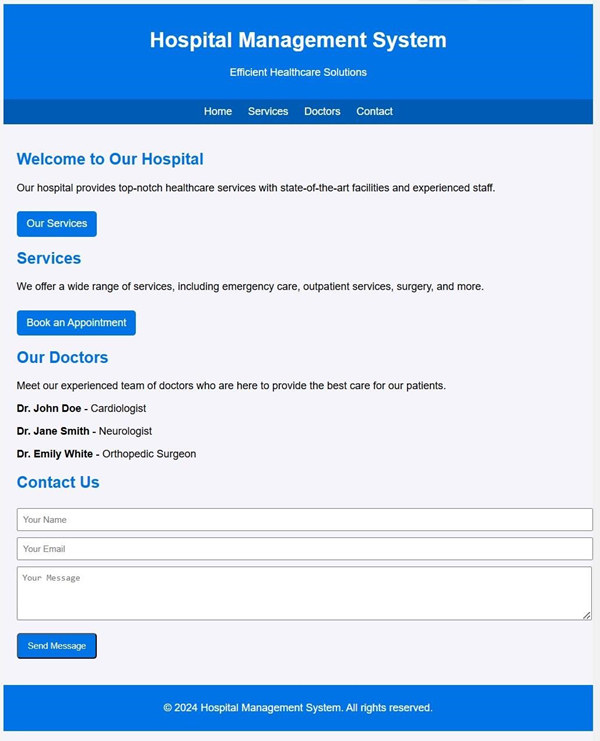 Hospital Management System
Efficient Healthcare Solutions
Home Services Doctors Contact
Welcome to Our Hospital
Our hospital provides top-notch healthcare services with state-of-the-art facilities and experienced staff.
Our Services
Services
We offer a wide range of services, including emergency care, outpatient services, surgery, and more.
Book an Appointment
Our Doctors
Meet our experienced team of doctors who are here to provide the best care for our patients.
Dr. John Doe - Cardiologist
Dr. Jane Smith - Neurologist
Dr. Emily White - Orthopedic Surgeon
Contact Us
Your Name
Your Email
Your Message
Send Message
© 2024 Hospital Management System. All rights reserved.